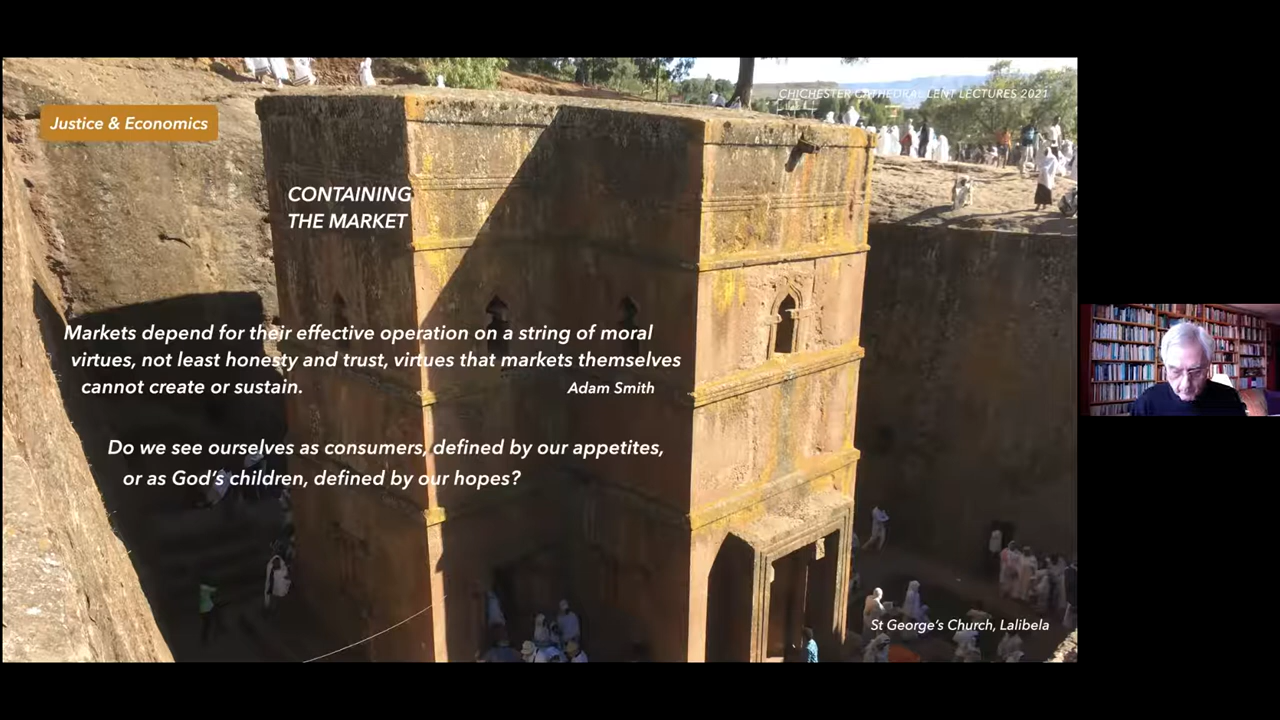 CHICHESTER CATHEDRAL LENT LECTURES 2021
Justice & Economics
CONTAINING
THE MARKET
Markets depend for their effective operation on a string of moral
virtues, not least honesty and trust, virtues that markets themselves
cannot create or sustain.
Adam Smith
Do we see ourselves as consumers, defined by our appetites,
or as God's children, defined by our hopes?
St George's Church, Lalibela